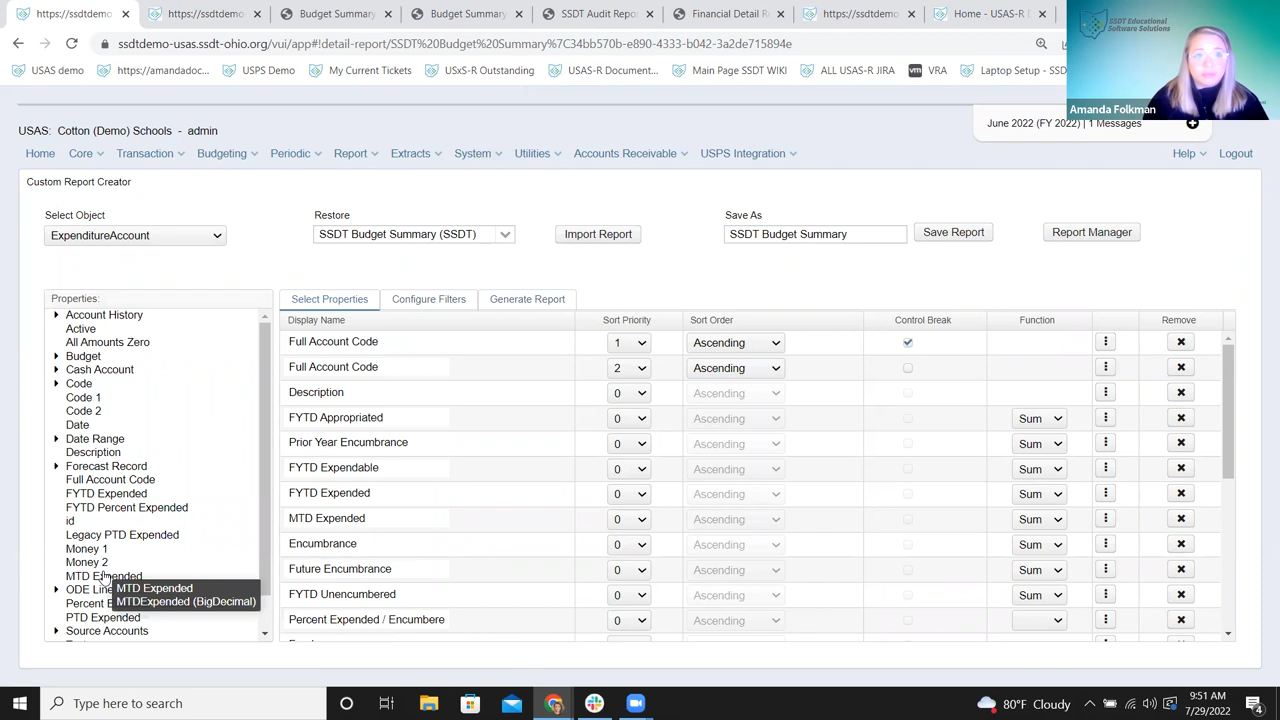 https://ssdtdemo
https://ssdtdemo
Budget Summary
Budget Summary
SSDT Audit Repo
Financial Detail R
https://ssdtdemo
Home - USAS-R D
SSDT Educational
Software Solutions
ssdtdemo-usas.ssdt-ohio.org/vui/app#!detail-report/SSDT%20Budget%20Summary%7C34bb570b-e890-4333-b042-3a2de715894e
USAS demo
https://amandadoc...
USPS Demo
My Current Tickets
USxS-R Outstanding
USAS-R Document...
Main Page SSDT WIKI
ALL USAS-R JIRA
vm
VRA
Laptop Setup - SSD
Amanda Folkman
USAS: Cotton (Demo) Schools - admin
June 2022 (FY 2022) | 1 Messages
Home Core Transaction Budgeting Periodic Report Extracts System Utilities Accounts Receivable USPS Integration Help Logout
Custom Report Creator
Select Object
Restore
Save As
ExpenditureAccount
SSDT Budget Summary (SSDT)
Import Report
SSDT Budget Summary
Save Report
Report Manager
Properties:
Account History
Active
All Amounts Zero
Budget
Cash Account
Code
Code 1
Code 2
Date
Date Range
Description
Forecast Record
Full Account Code
FYTD Expended
FYTD Percent Expended
id
Legacy PTD Expended
Money 1
Money 2
MTD Expended
ODE Line
Percent E
PTD Expended
Source Accounts
MTD Expended
MTDExpended (BigDecimal)
Select Properties Configure Filters Generate Report
Display Name Sort Priority Sort Order Control Break Function Remove
Full Account Code 1 Ascending
Full Account Code 2 Ascending
Description 0 Ascending
FYTD Appropriated 0 Ascending Sum
Prior Year Encumbrance 0 Ascending Sum
FYTD Expendable 0 Ascending Sum
FYTD Expended 0 Ascending Sum
MTD Expended 0 Ascending Sum
Encumbrance 0 Ascending Sum
Future Encumbrance 0 Ascending Sum
FYTD Unencumbered 0 Ascending Sum
Percent Expended / Encumbere 0 Ascending
Type here to search
80°F Cloudy
9:51 AM
7/29/2022
4